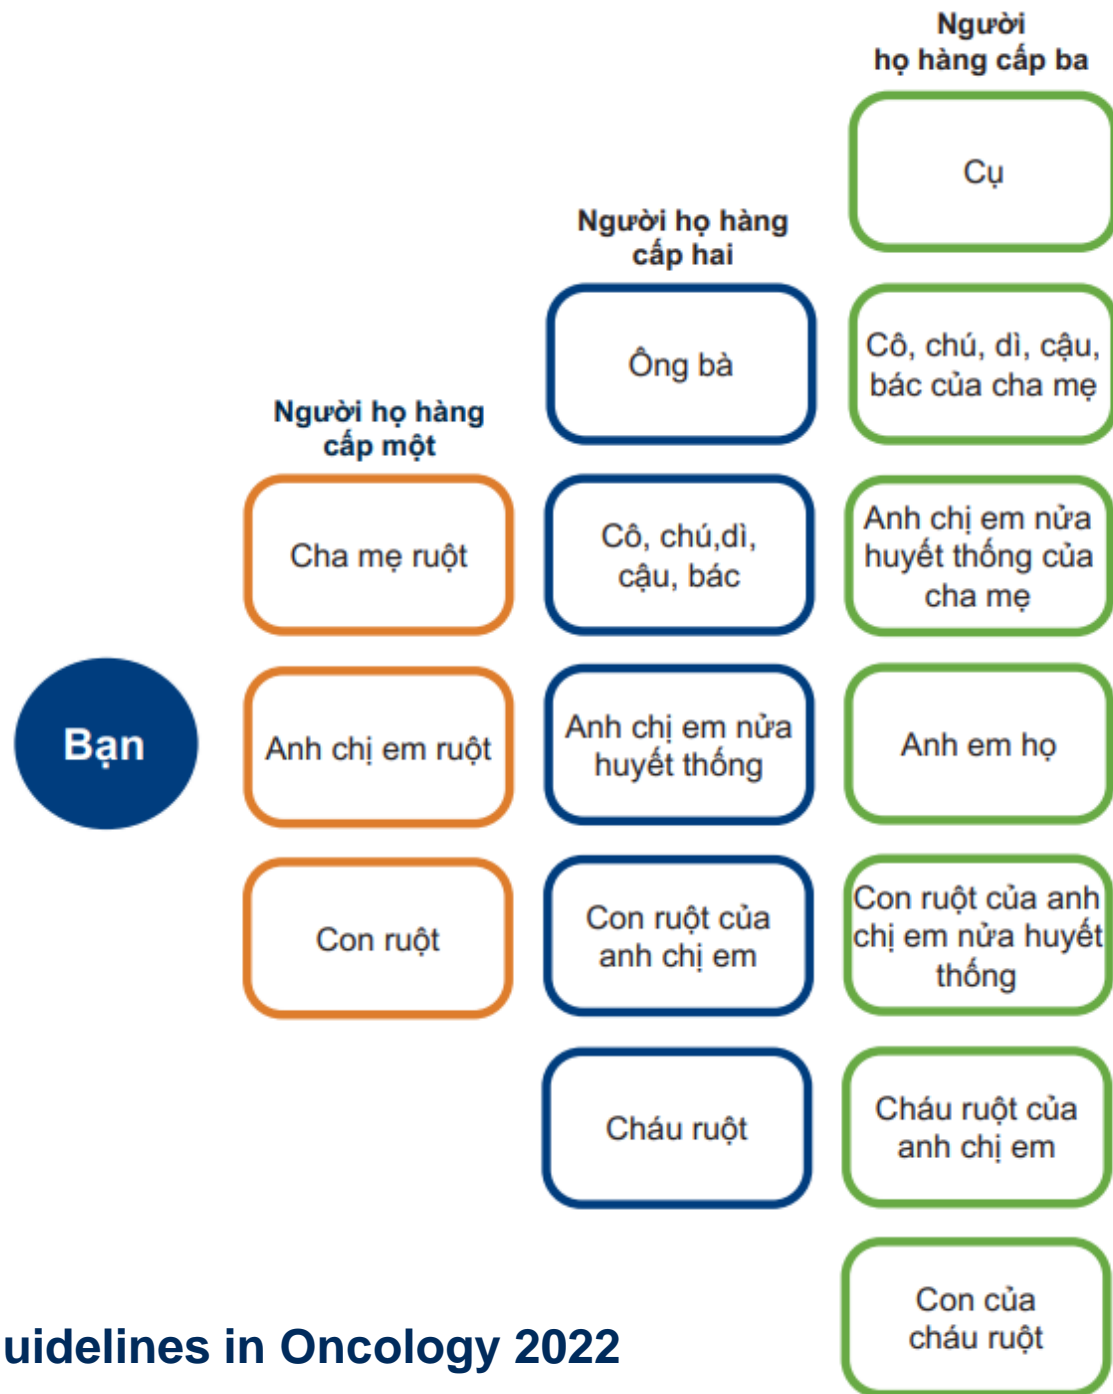 Người
họ hàng cấp ba
Cụ
Người họ hàng
cấp hai
Ông bà
Cô, chú, dì, cậu,
bác của cha mẹ
Người họ hàng
cấp một
Cha mẹ ruột
Cô, chú,dì,
cậu, bác
Anh chị em nửa
huyết thống của
cha mẹ
Bạn
Anh chị em ruột
Anh chị em nửa
huyết thống
Anh em họ
Con ruột
Con ruột của
anh chị em
Con ruột của anh
chị em nửa huyết
thống
Cháu ruột
Cháu ruột của
anh chị em
Con của
cháu ruột
uidelines in Oncology 2022